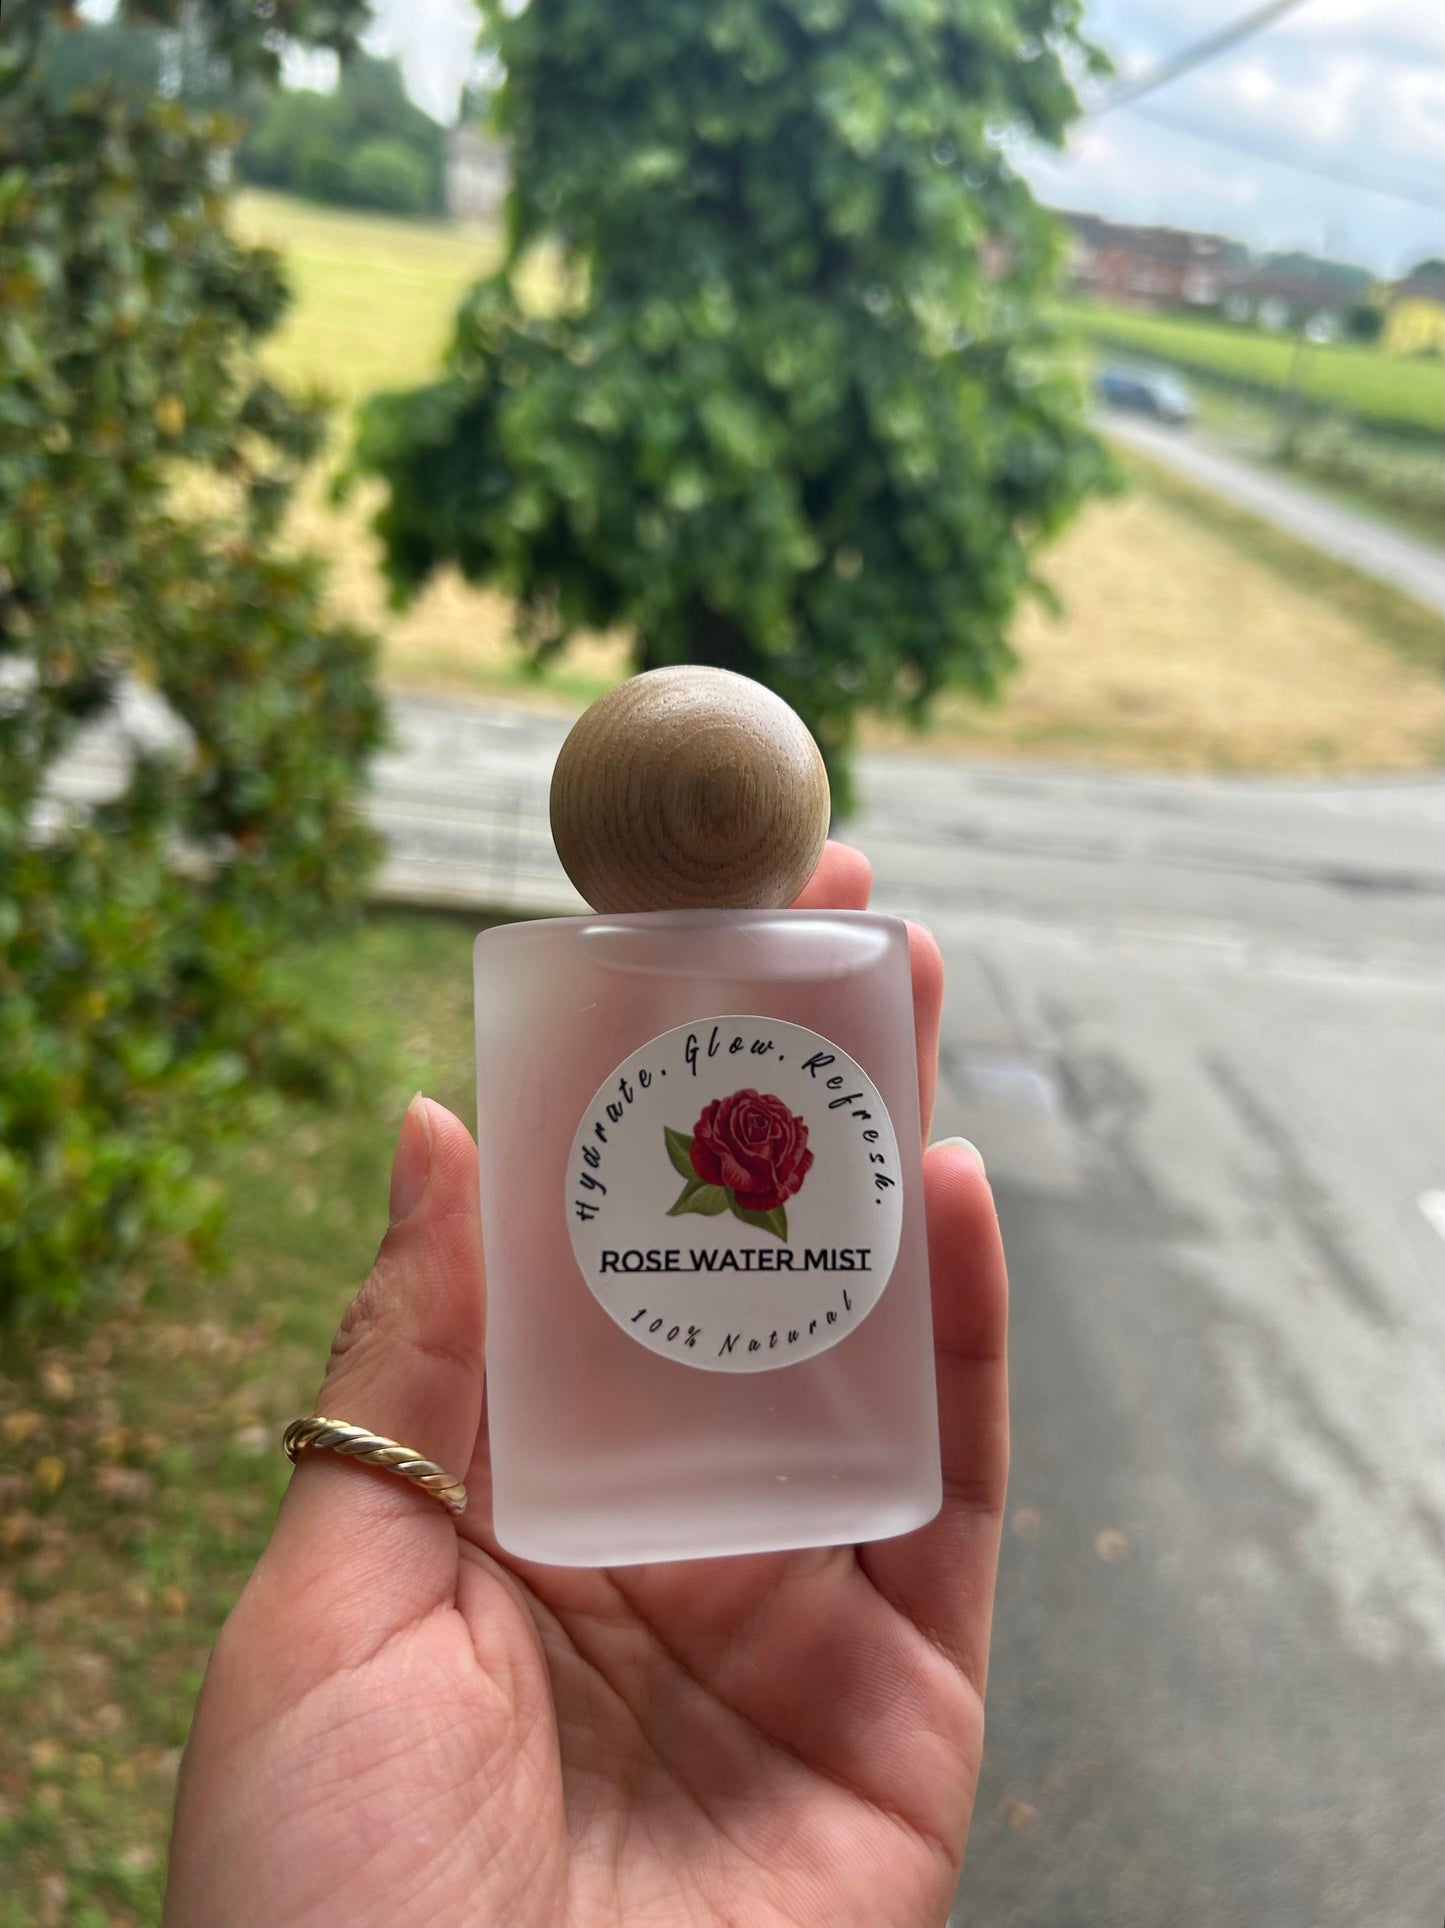 Hydrate. Glow. Refresh.
ROSE WATER MIST
100% Natural